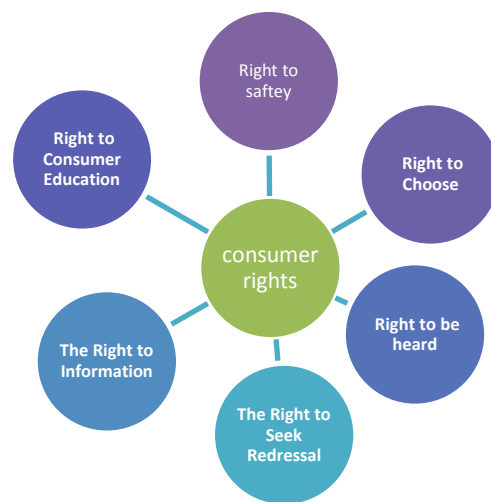 Right to
saftey
Right to
Consumer
Education
Right to
Choose
consumer
rights
Right to be
heard
The Right to
Information
The Right to
Seek
Redressal